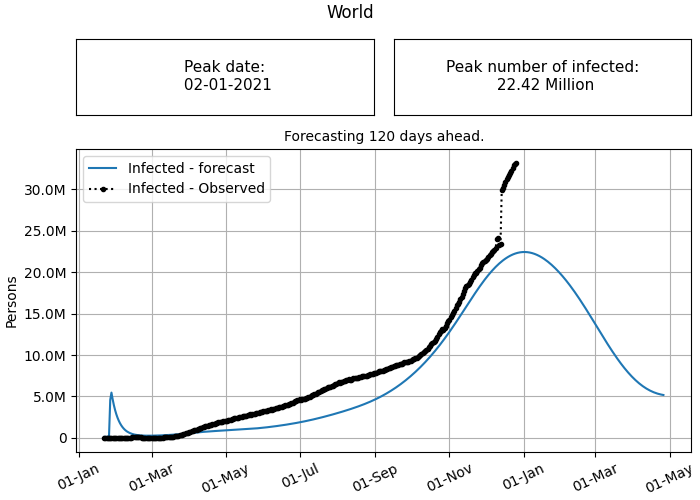 World
Peak date:
02-01-2021
Peak number of infected:
22.42 Million
Forecasting 120 days ahead.
Infected - forecast
Infected - Observed
Persons
30.0M
25.0M
20.0M
15.0M
10.0M
5.0M
0
01-Jan
01-Mar
01-May
01-Jul
01-Sep
01-Nov
01-Jan
01-Mar
01-May